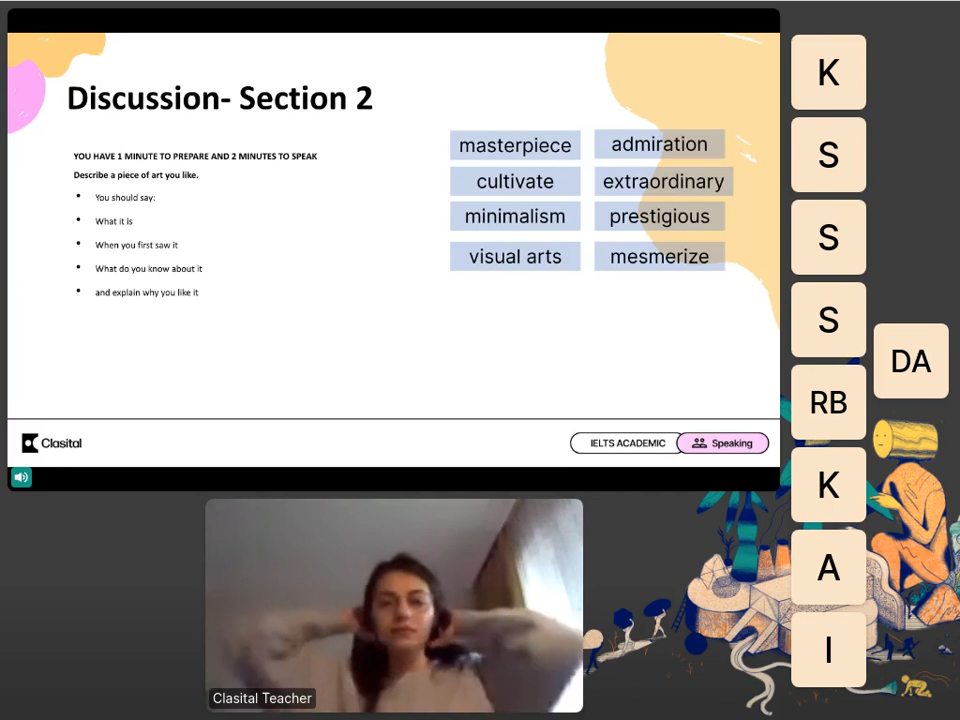 Discussion- Section 2
YOU HAVE 1 MINUTE TO PREPARE AND 2 MINUTES TO SPEAK
Describe a piece of art you like.
• You should say:
• What it is
• When you first saw it
• What do you know about it
• and explain why you like it
masterpiece
admiration
cultivate
extraordinary
minimalism
prestigious
visual arts
mesmerize
Clasital
IELTS ACADEMIC
Speaking
K
S
S
S
DA
RB
K
A
I
Clasital Teacher